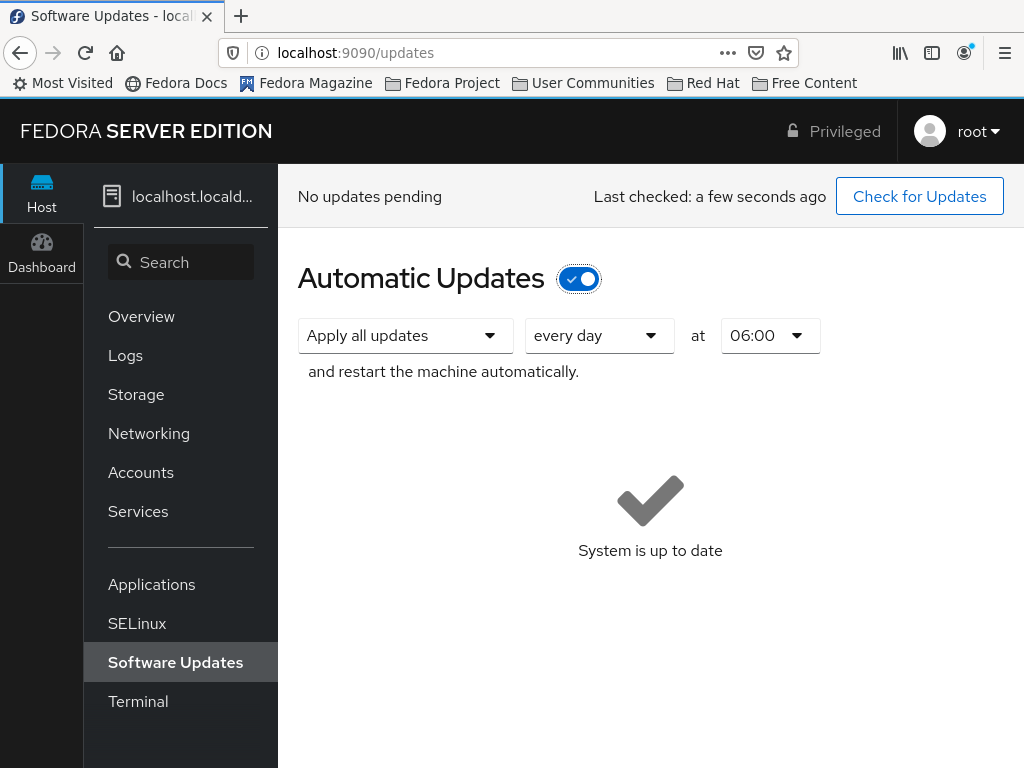 Software Updates - local
localhost:9090/updates
Most Visited Fedora Docs FM Fedora Magazine Fedora Project User Communities Red Hat Free Content
FEDORA SERVER EDITION
Privileged
root
Host
Dashboard
localhost.locald...
Search
Overview
Logs
Storage
Networking
Accounts
Services
Applications
SELinux
Software Updates
Terminal
No updates pending
Last checked: a few seconds ago
Check for Updates
Automatic Updates
Apply all updates every day at 06:00
and restart the machine automatically.
System is up to date